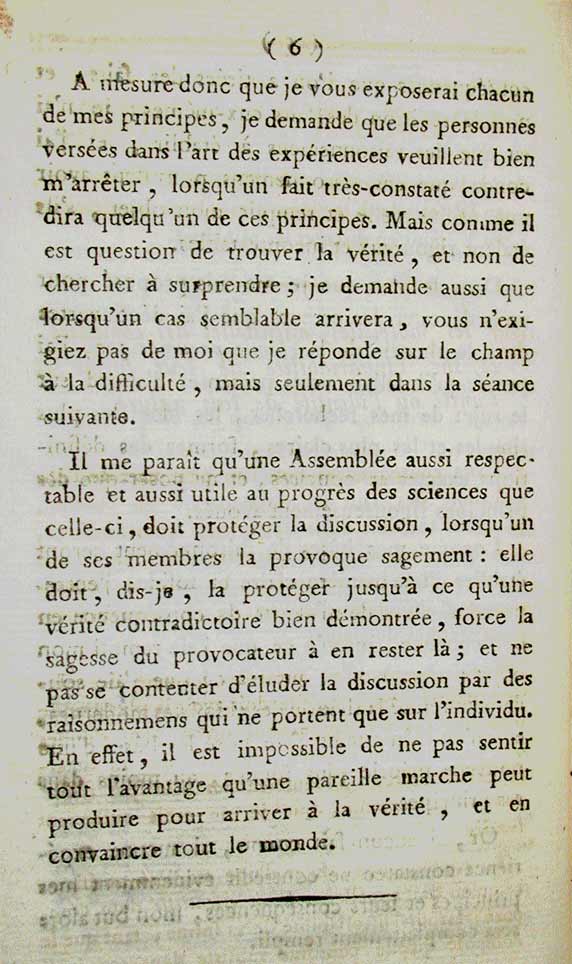 ( 6 )
A mesure donc que je vous exposerai chacun
de mes principes, je demande que les personnes
versées dans l'art des expériences veuillent bien
m'arrêter, lorsqu'un fait très-constaté contre-
dira quelqu'un de ces principes. Mais comme il
est question de trouver la vérité, et non de
chercher à surprendre; je demande aussi que
lorsqu'un cas semblable arrivera, vous n'exi-
giez pas de moi que je réponde sur le champ
à la difficulté, mais seulement dans la séance
suivante.
Il me paraît qu'une Assemblée aussi respec-
table et aussi utile au progrès des sciences que
celle-ci, doit protéger la discussion, lorsqu'un
de ses membres la provoque sagement : elle
doit, dis-je, la protéger jusqu'à ce qu'une
vérité contradictoire bien démontrée, force la
sagesse du provocateur à en rester là; et ne
pas se contenter d'éluder la discussion par des
raisonnemens qui ne portent que sur l'individu.
En effet, il est impossible de ne pas sentir
tout l'avantage qu'une pareille marche peut
produire pour arriver à la vérité, et en
convaincre tout le monde.